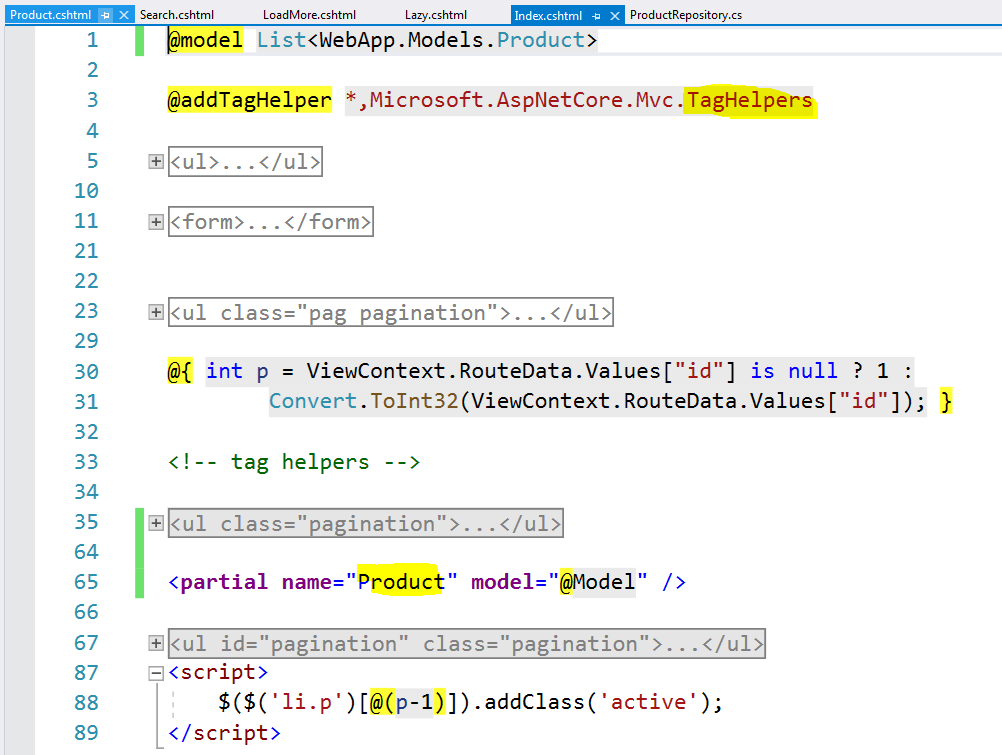 Product.cshtml Search.cshtml LoadMore.cshtml Lazy.cshtml Index.cshtml ProductRepository.cs
1 @model List<WebApp.Models.Product>
2
3 @addTagHelper *,Microsoft.AspNetCore.Mvc.TagHelpers
4
5 <ul>...</ul>
10
11 <form>...</form>
21
22
23 <ul class="pag pagination">...</ul>
29
30 @{ int p = ViewContext.RouteData.Values["id"] is null ? 1 :
31 Convert.ToInt32(ViewContext.RouteData.Values["id"]); }
32
33 <!-- tag helpers -->
34
35 <ul class="pagination">...</ul>
64
65 <partial name="Product" model="@Model" />
66
67 <ul id="pagination" class="pagination">...</ul>
87 <script>
88 $($('li.p')[@(p-1)]).addClass('active');
89 </script>